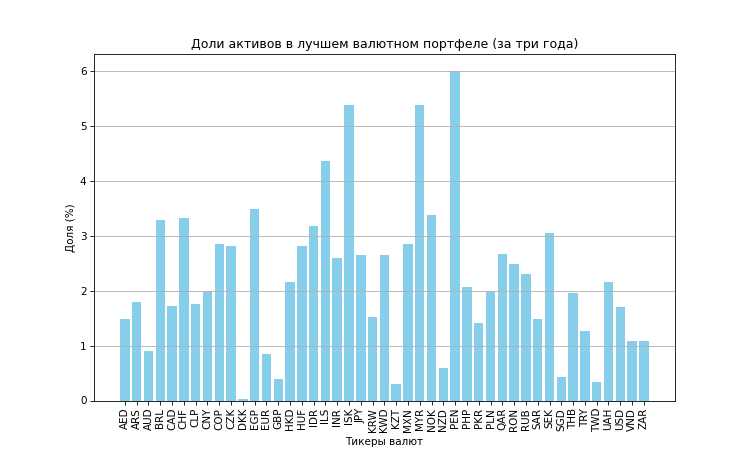 Доли активов в лучшем валютном портфеле (за три года)
Доля (%)
6
5
4
3
2
1
0
AED ARS AUD BRL CAD CHF CLP CNY COP CZK DKK EGP EUR GBP HKD HUF IDR ILS INR ISK JPY KRW KWD KZT MXN MYR NOK NZD PEN PHP PKR PLN QAR RON RUB SAR SEK SGD THB TRY TWD UAH USD VND ZAR
Тикеры валют